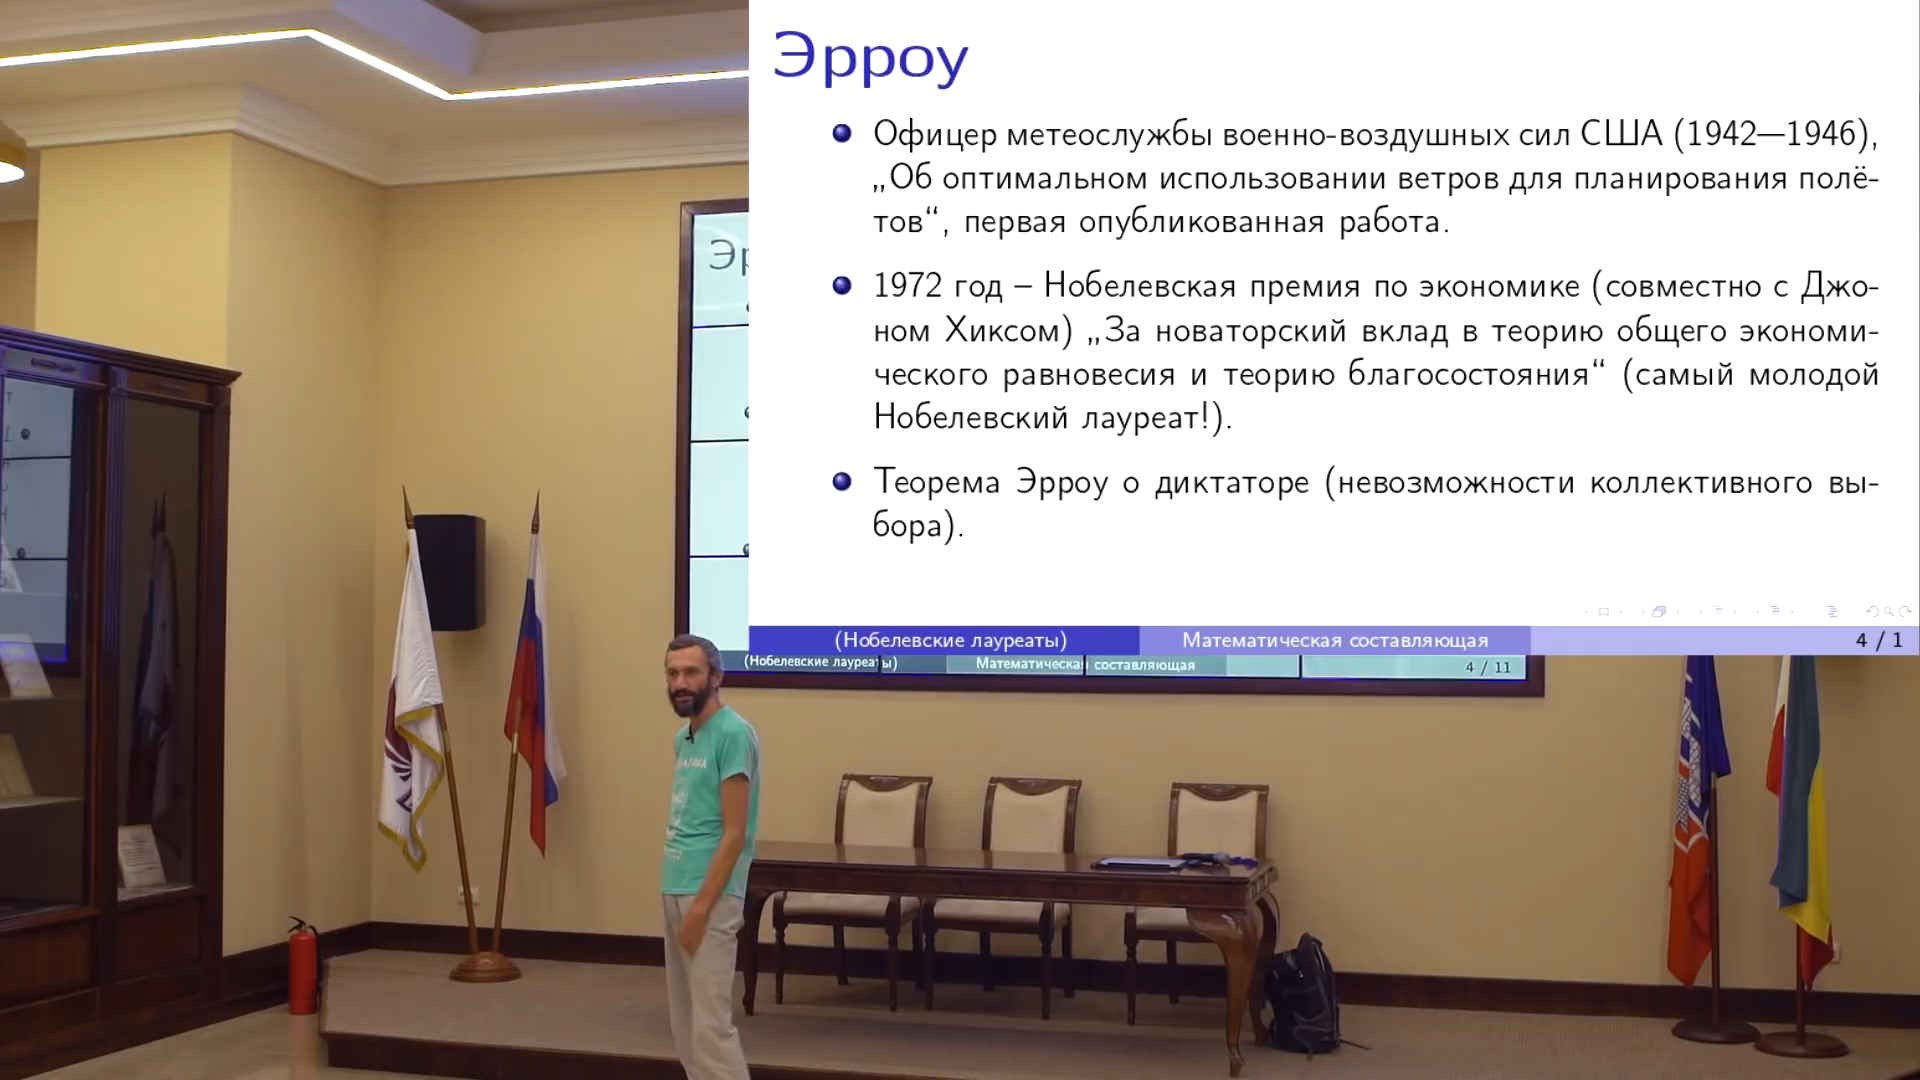 Эрроу
Офицер метеослужбы военно-воздушных сил США (1942—1946),
„Об оптимальном использовании ветров для планирования полё-
тов“, первая опубликованная работа.
1972 год – Нобелевская премия по экономике (совместно с Джо-
ном Хиксом) „За новаторский вклад в теорию общего экономи-
ческого равновесия и теорию благосостояния“ (самый молодой
Нобелевский лауреат!).
Теорема Эрроу о диктаторе (невозможности коллективного вы-
бора).
(Нобелевские лауреаты) Математическая составляющая 4 / 1
Эр
(Нобелевские лауреаты) Математическая составляющая 4 / 11